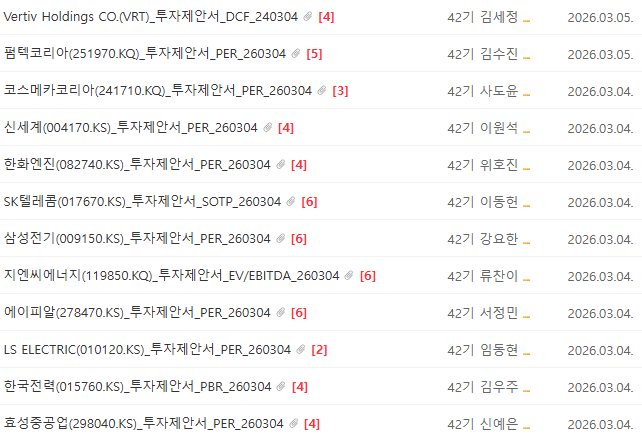 Vertiv Holdings CO.(VRT)_투자제안서_DCF_240304 [4] 42기 김세정 2026.03.05.
펌텍코리아(251970.KQ)_투자제안서_PER_260304 [5] 42기 김수진 2026.03.05.
코스메카코리아(241710.KQ)_투자제안서_PER_260304 [3] 42기 사도윤 2026.03.04.
신세계(004170.KS)_투자제안서_PER_260304 [4] 42기 이원석 2026.03.04.
한화엔진(082740.KS)_투자제안서_PER_260304 [4] 42기 위호진 2026.03.04.
SK텔레콤(017670.KS)_투자제안서_SOTP_260304 [6] 42기 이동헌 2026.03.04.
삼성전기(009150.KS)_투자제안서_PER_260304 [6] 42기 강요한 2026.03.04.
지엔씨에너지(119850.KQ)_투자제안서_EV/EBITDA_260304 [6] 42기 류찬이 2026.03.04.
에이피알(278470.KS)_투자제안서_PER_260304 [6] 42기 서정민 2026.03.04.
LS ELECTRIC(010120.KS)_투자제안서_PER_260304 [2] 42기 임동현 2026.03.04.
한국전력(015760.KS)_투자제안서_PBR_260304 [4] 42기 김우주 2026.03.04.
효성중공업(298040.KS)_투자제안서_PER_260304 [4] 42기 신예은 2026.03.04.